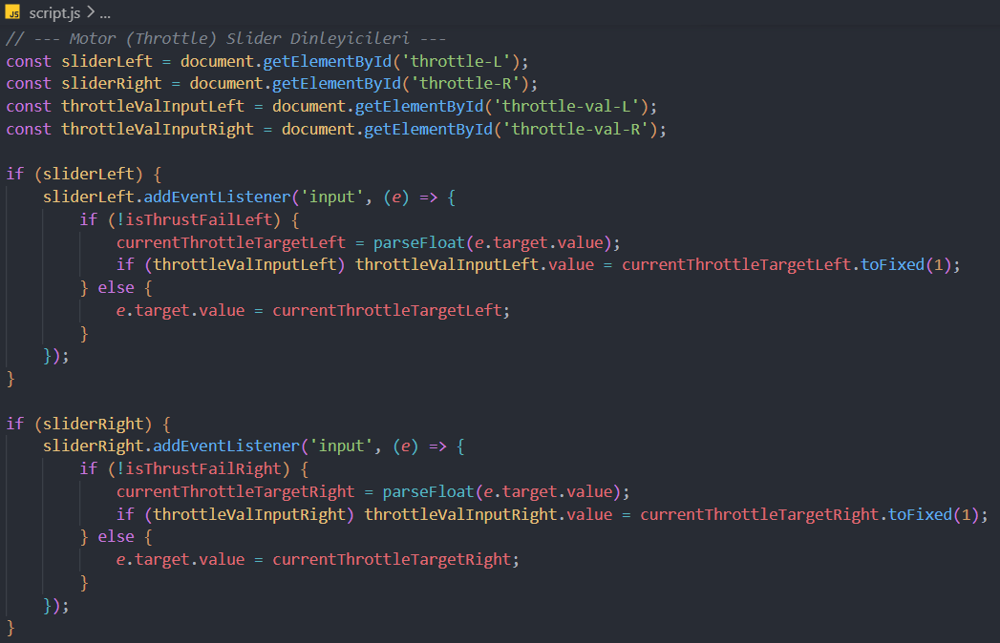 JS script.js > ...
// --- Motor (Throttle) Slider Dinleyicileri ---
const sliderLeft = document.getElementById('throttle-L');
const sliderRight = document.getElementById('throttle-R');
const throttleValInputLeft = document.getElementById('throttle-val-L');
const throttleValInputRight = document.getElementById('throttle-val-R');

if (sliderLeft) {
    sliderLeft.addEventListener('input', (e) => {
        if (!isThrustFailLeft) {
            currentThrottleTargetLeft = parseFloat(e.target.value);
            if (throttleValInputLeft) throttleValInputLeft.value = currentThrottleTargetLeft.toFixed(1);
        } else {
            e.target.value = currentThrottleTargetLeft;
        }
    });
}

if (sliderRight) {
    sliderRight.addEventListener('input', (e) => {
        if (!isThrustFailRight) {
            currentThrottleTargetRight = parseFloat(e.target.value);
            if (throttleValInputRight) throttleValInputRight.value = currentThrottleTargetRight.toFixed(1);
        } else {
            e.target.value = currentThrottleTargetRight;
        }
    });
}